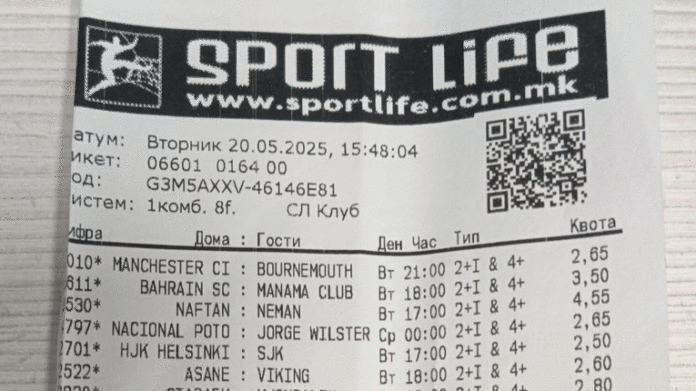 SPORT LIFE
www.sportlife.com.mk
атум: Вторник 20.05.2025, 15:48:04
икет: 06601 0164 00
од: G3M5AXXV-46146E81
истем: 1комб. 8f. СЛ Клуб
ифра Дома : Гости Ден Час Тип Квота
010* MANCHESTER CI : BOURNEMOUTH Вт 21:00 2+I & 4+ 2,65
811* BAHRAIN SC : MANAMA CLUB Вт 18:00 2+I & 4+ 3,50
530* NAFTAN : NEMAN Вт 17:00 2+I & 4+ 4,55
797* NACIONAL POTO : JORGE WILSTER Ср 00:00 2+I & 4+ 2,65
2701* HJK HELSINKI : SJK Вт 17:00 2+I & 4+ 2,50
2522* ASANE : VIKING Вт 18:00 2+I & 4+ 2,60